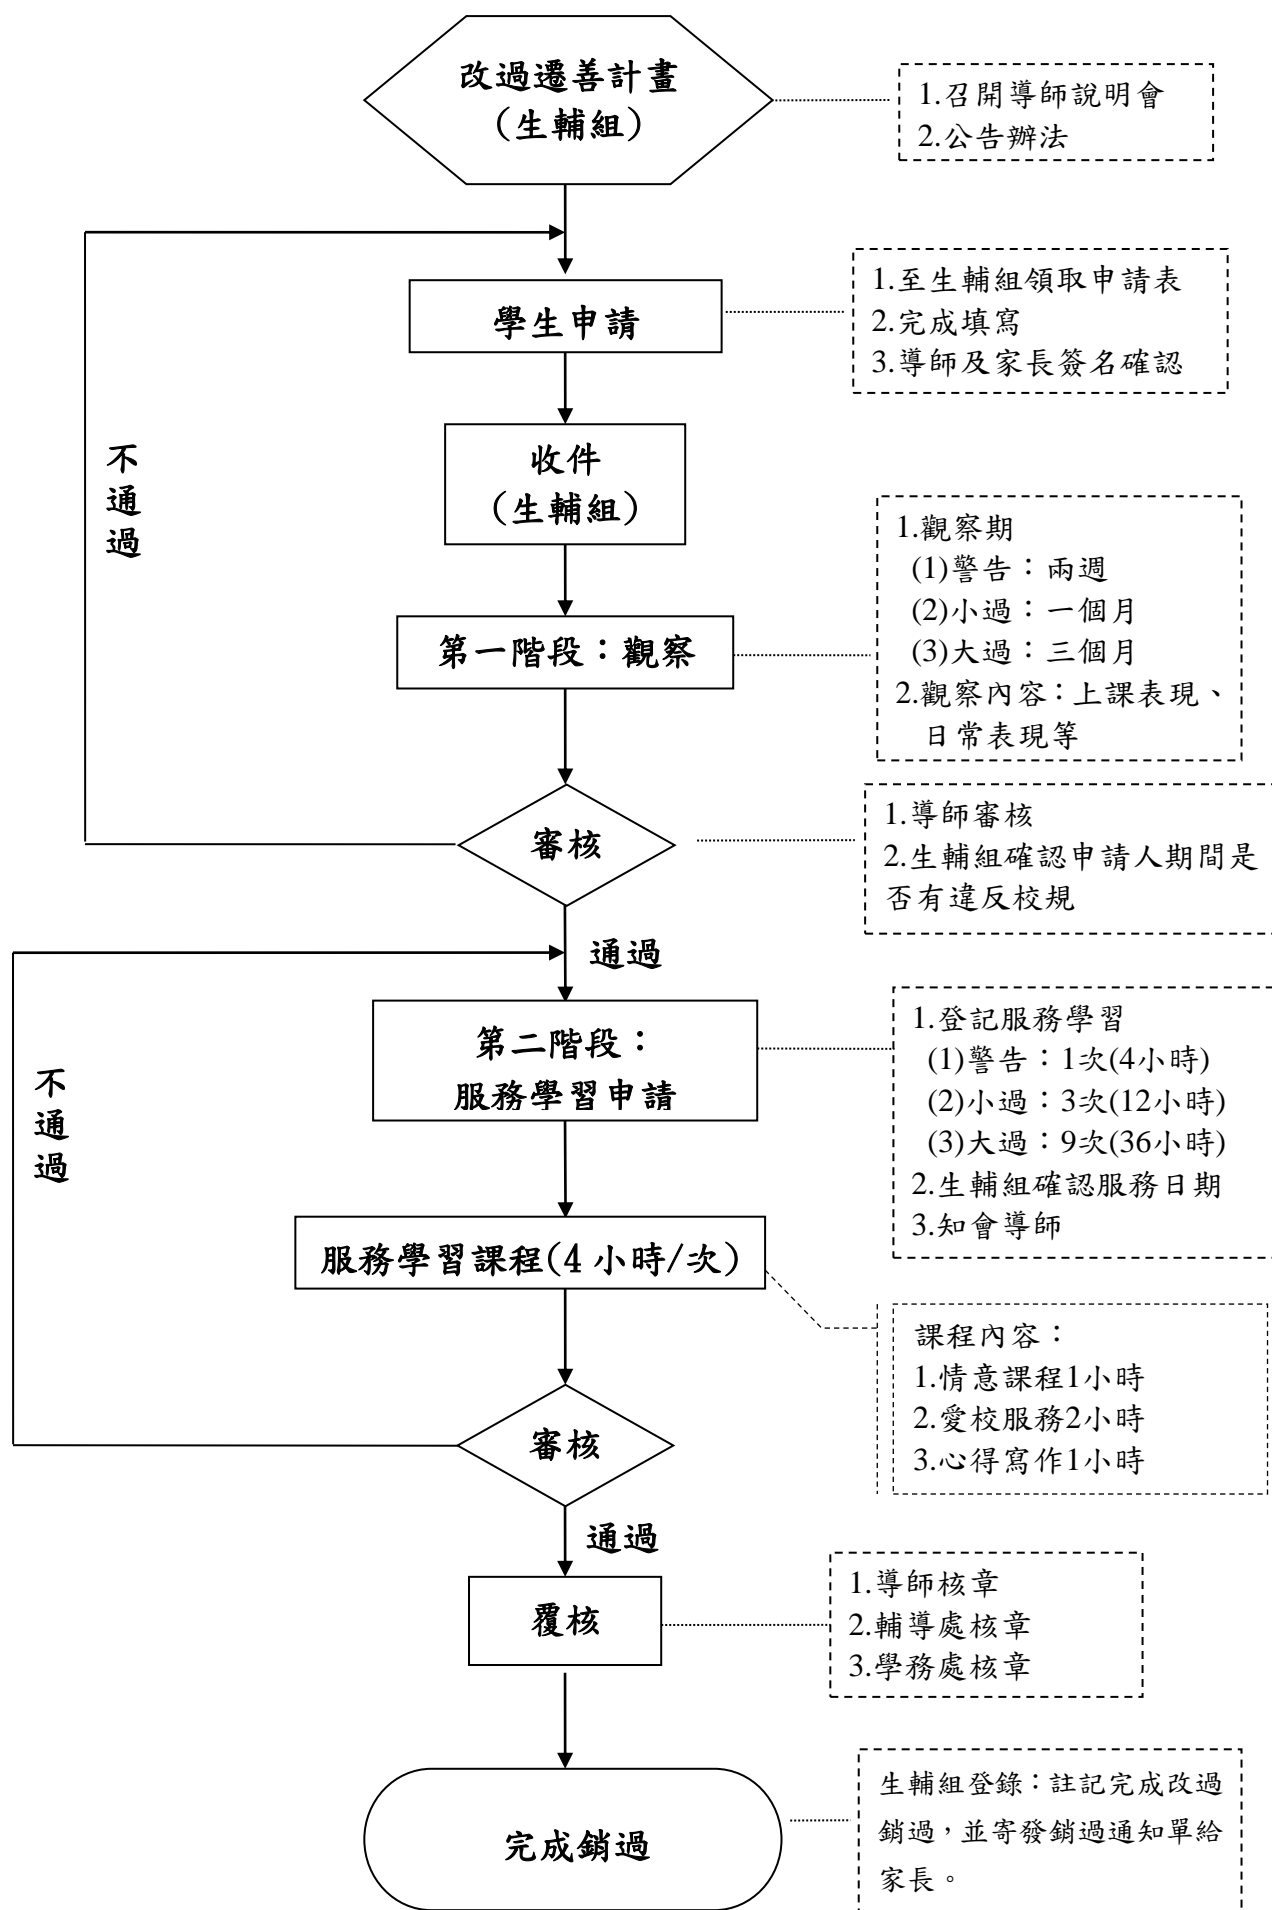 改過遷善計畫
(生輔組)
1.召開導師說明會
2.公告辦法
學生申請
1.至生輔組領取申請表
2.完成填寫
3.導師及家長簽名確認
收件
(生輔組)
不
通
過
第一階段：觀察
1.觀察期
(1)警告：兩週
(2)小過：一個月
(3)大過：三個月
2.觀察內容：上課表現、
日常表現等
審核
1.導師審核
2.生輔組確認申請人期間是
否有違反校規
通過
第二階段：
服務學習申請
1.登記服務學習
(1)警告：1次(4小時)
(2)小過：3次(12小時)
(3)大過：9次(36小時)
2.生輔組確認服務日期
3.知會導師
不
通
過
服務學習課程(4 小時/次)
課程內容：
1.情意課程1小時
2.愛校服務2小時
3.心得寫作1小時
審核
通過
覆核
1.導師核章
2.輔導處核章
3.學務處核章
完成銷過
生輔組登錄：註記完成改過
銷過，並寄發銷過通知單給
家長。